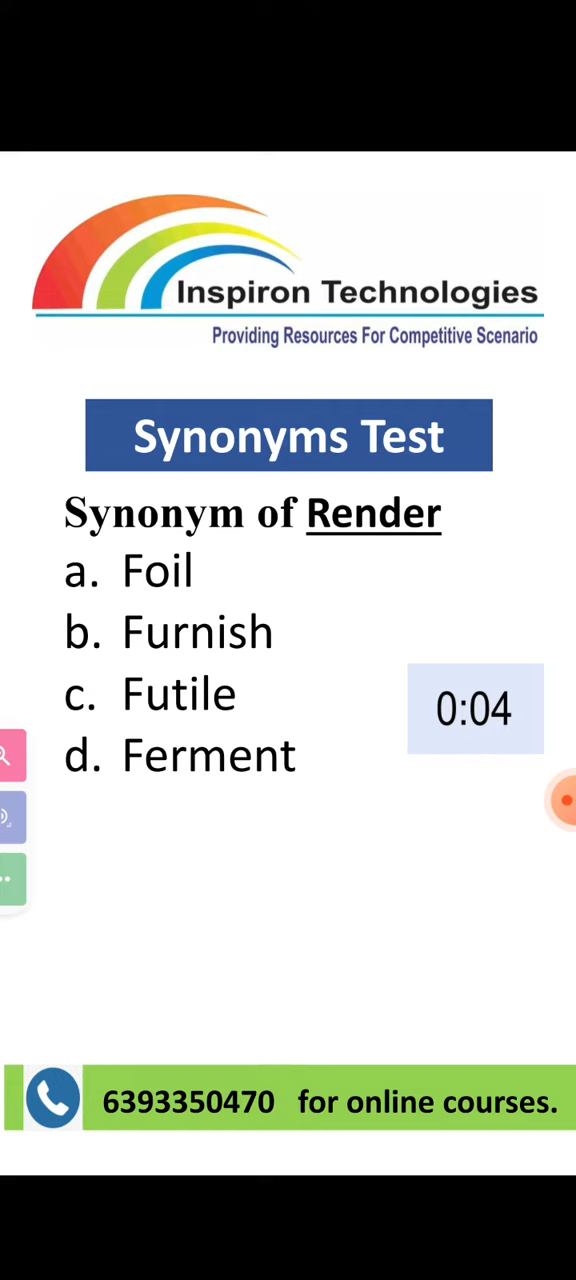 Inspiron Technologies
Providing Resources For Competitive Scenario
Synonyms Test
Synonym of Render
a. Foil
b. Furnish
c. Futile
0:04
d. Ferment
6393350470 for online courses.